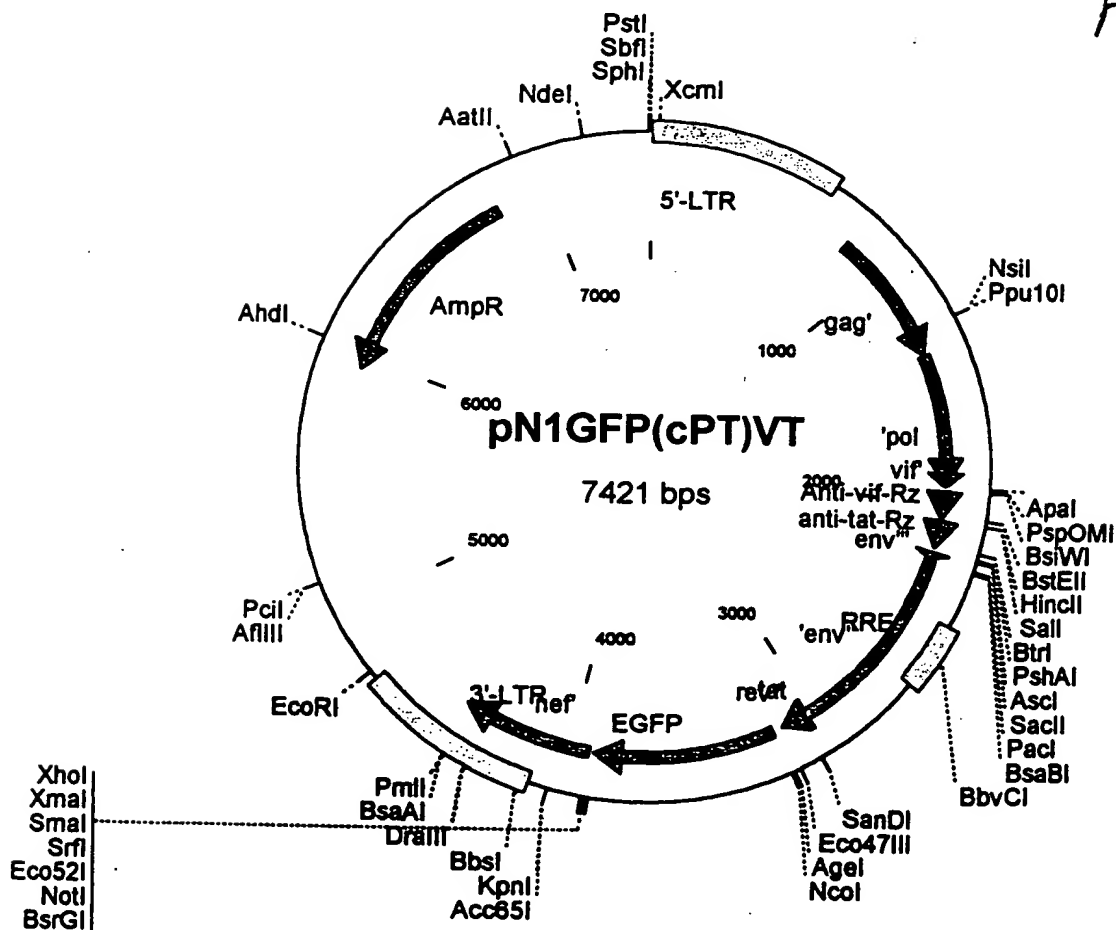 PstI
SbfI
SphI
XcmI
NdeI
AatII
5'-LTR
NsiI
Ppu10I
7000
AmpR
AhdI
gag'
1000
6000
pN1GFP(cPT)VT
'pol
vif'
7421 bps
2000
Anti-vif-Rz
anti-tat-Rz
env'''
ApaI
PspOMI
BsiWI
BstEII
HincII
SalI
BtrI
PshAI
AscI
SacII
PacI
BsaBI
BbvCI
5000
PciI
AflIII
3000
'env'
RRE
4000
EcoRI
3'-LTR
nef'
EGFP
PmlI
BsaAI
DraIII
BbsI
KpnI
Acc65I
SanDI
Eco47III
AgeI
NcoI
XhoI
XmaI
SmaI
SrfI
Eco52I
NotI
BsrGI